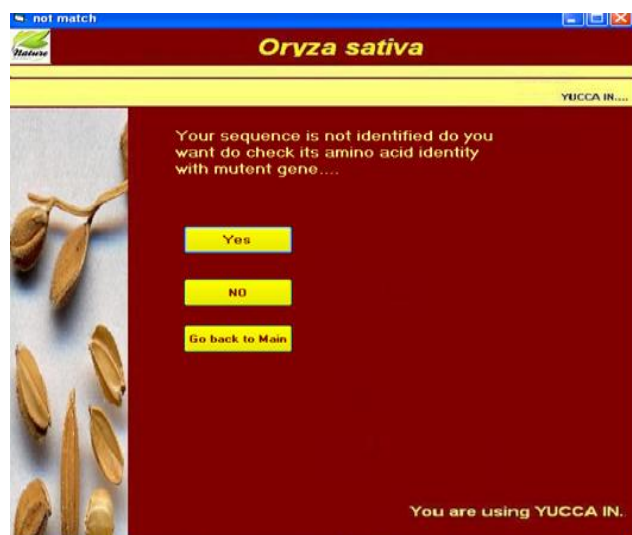 not match
Nature
Oryza sativa
YUCCA IN....
Your sequence is not identified do you
want do check its amino acid identity
with mutent gene....
Yes
NO
Go back to Main
You are using YUCCA IN.